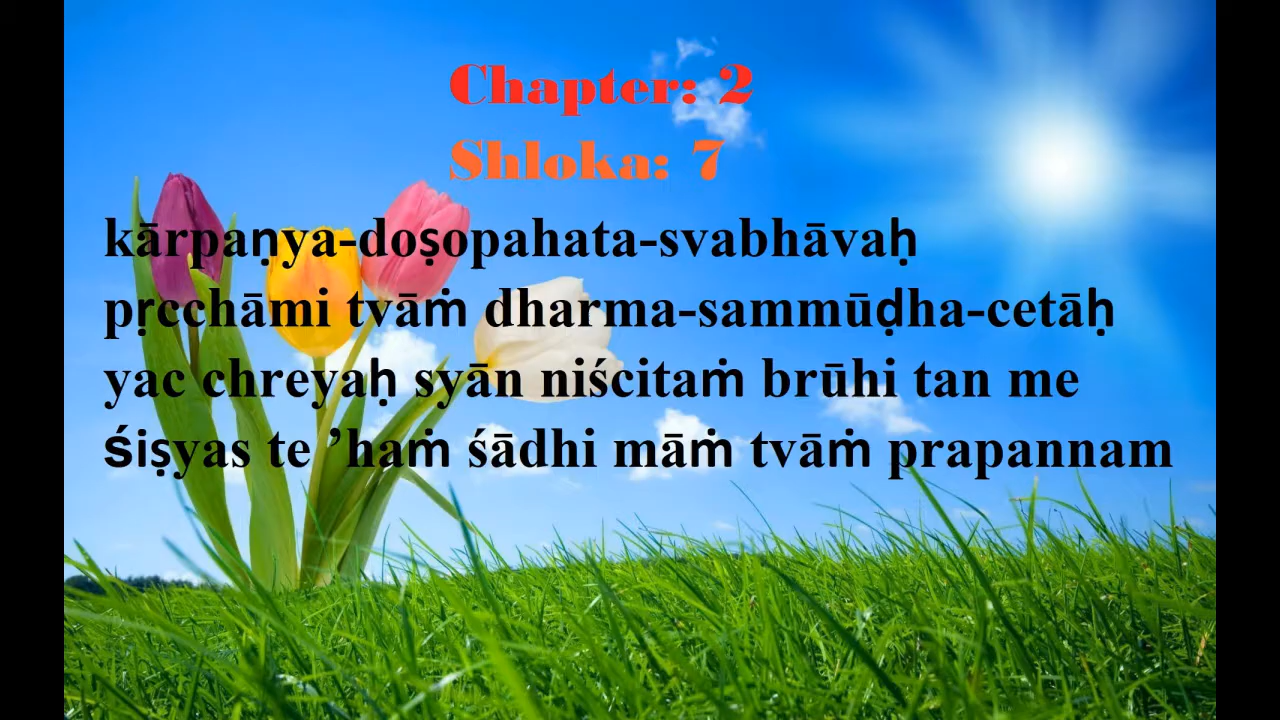 Chapter: 2
Shloka: 7
kārpaṇya-doṣopahata-svabhāvaḥ
pṛcchāmi tvāṁ dharma-sammūḍha-cetāḥ
yac chreyaḥ syān niścitaṁ brūhi tan me
śiṣyas te ’haṁ śādhi māṁ tvāṁ prapannam